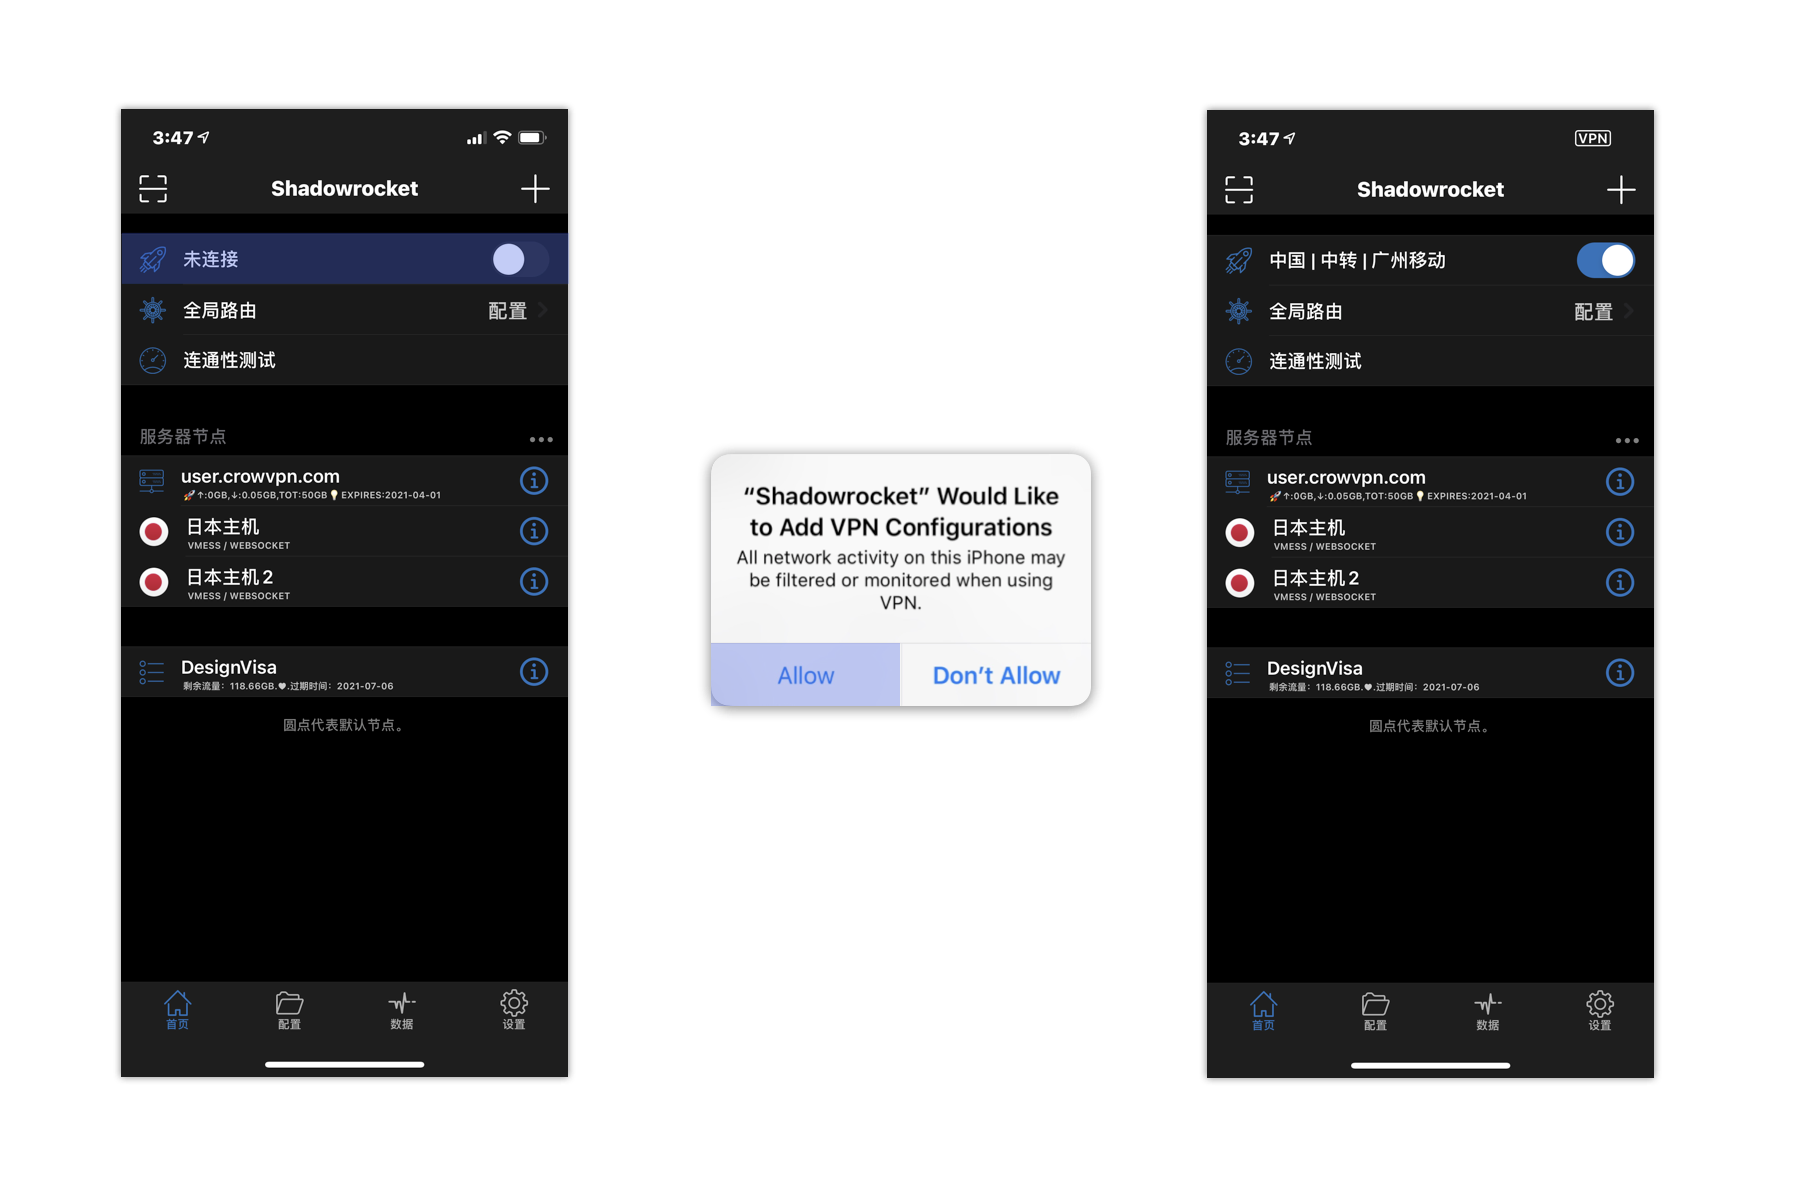 3:47
Shadowrocket
未连接
全局路由 配置
连通性测试
服务器节点
user.crowvpn.com
🚀↑:0GB,↓:0.05GB,TOT:50GB💡EXPIRES:2021-04-01
日本主机
VMESS / WEBSOCKET
日本主机 2
VMESS / WEBSOCKET
DesignVisa
剩余流量：118.66GB.♥.过期时间：2021-07-06
圆点代表默认节点。
首页 配置 数据 设置
“Shadowrocket” Would Like
to Add VPN Configurations
All network activity on this iPhone may
be filtered or monitored when using
VPN.
Allow Don’t Allow
3:47 VPN
Shadowrocket
中国 | 中转 | 广州移动
全局路由 配置
连通性测试
服务器节点
user.crowvpn.com
🚀↑:0GB,↓:0.05GB,TOT:50GB💡EXPIRES:2021-04-01
日本主机
VMESS / WEBSOCKET
日本主机 2
VMESS / WEBSOCKET
DesignVisa
剩余流量：118.66GB.♥.过期时间：2021-07-06
圆点代表默认节点。
首页 配置 数据 设置